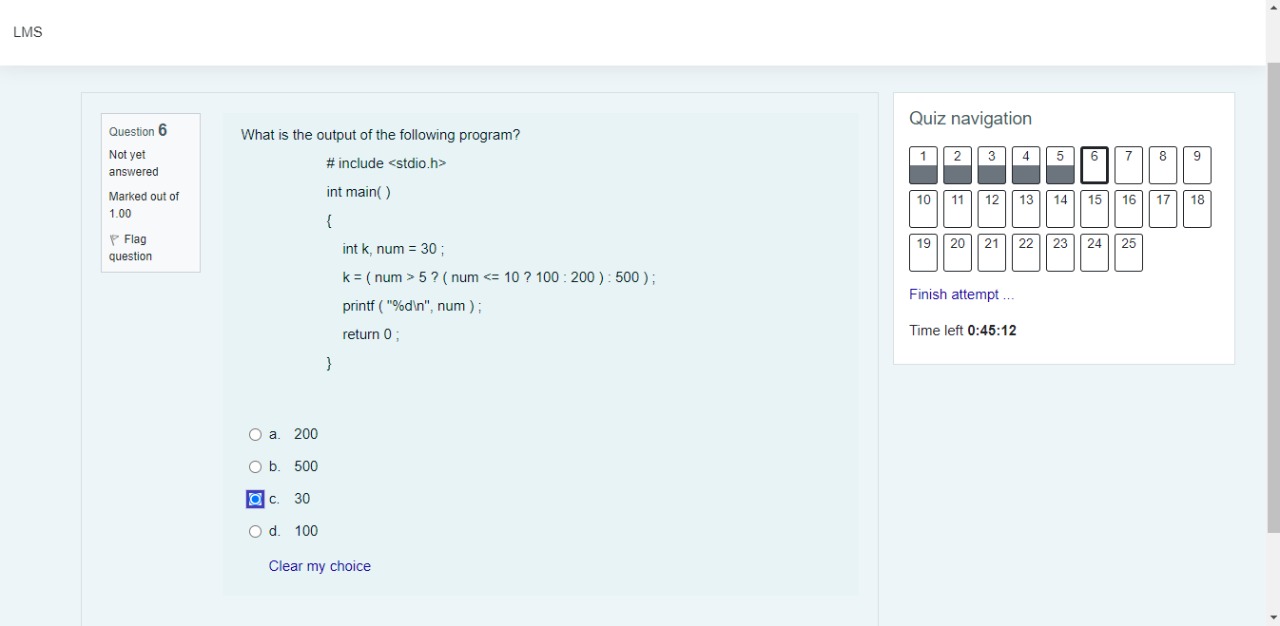 LMS
Question 6
Not yet
answered
Marked out of
1.00
Flag
question
What is the output of the following program?
# include <stdio.h>
int main( )
{
int k, num = 30 ;
k = ( num > 5 ? ( num <= 10 ? 100 : 200 ) : 500 ) ;
printf ( "%d\n", num ) ;
return 0 ;
}
a. 200
b. 500
c. 30
d. 100
Clear my choice
Quiz navigation
1 2 3 4 5 6 7 8 9
10 11 12 13 14 15 16 17 18
19 20 21 22 23 24 25
Finish attempt ...
Time left 0:45:12